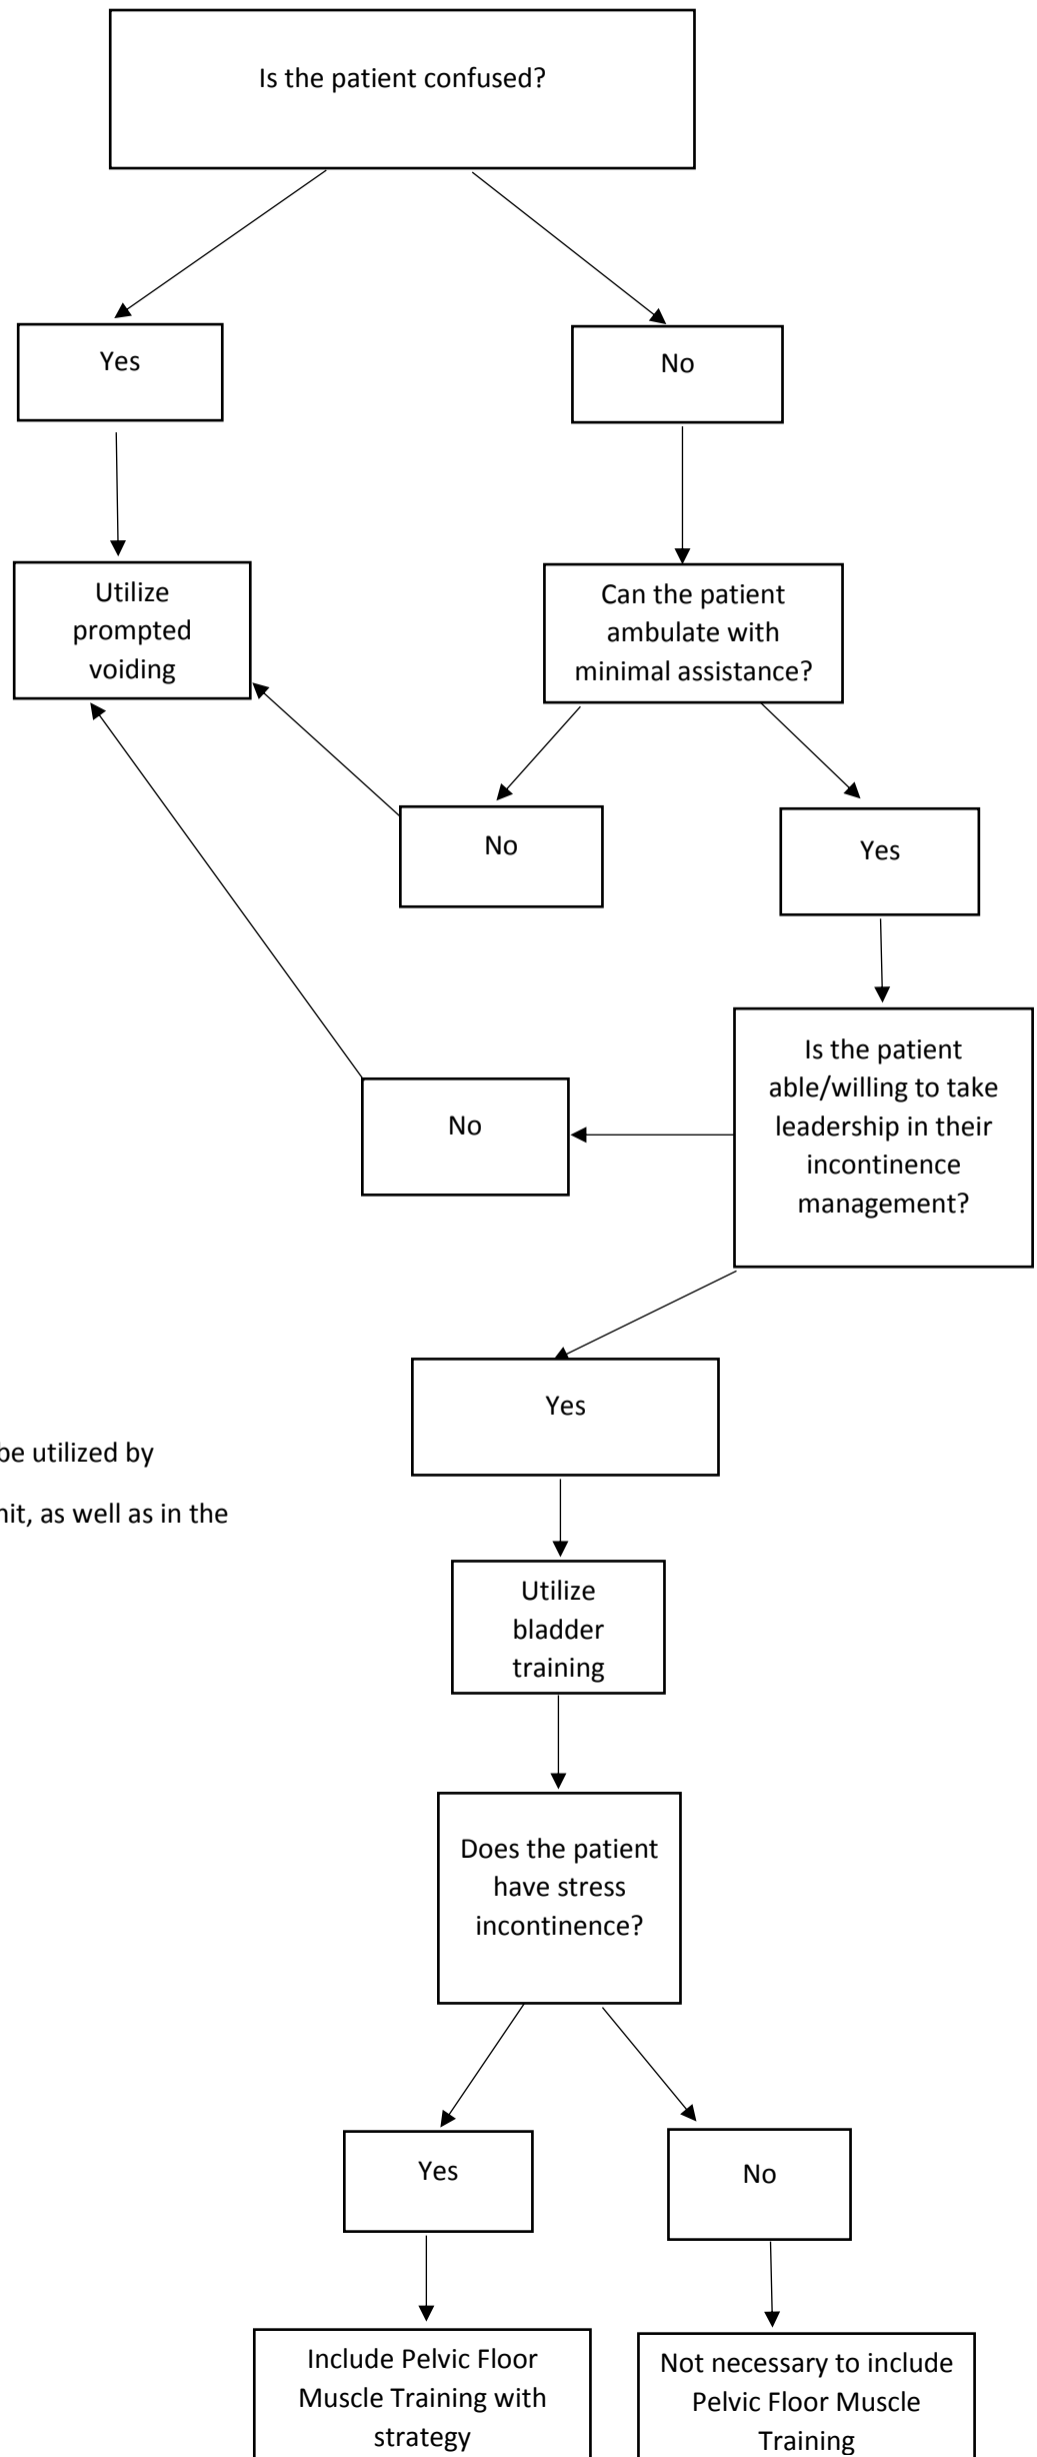 Is the patient confused?
Yes
No
Utilize
prompted
voiding
Can the patient
ambulate with
minimal assistance?
No
Yes
Is the patient
able/willing to take
leadership in their
incontinence
management?
No
Yes
be utilized by
as well as in the
Utilize
bladder
training
Does the patient
have stress
incontinence?
Yes
No
Include Pelvic Floor
Muscle Training with
strategy
Not necessary to include
Pelvic Floor Muscle
Training